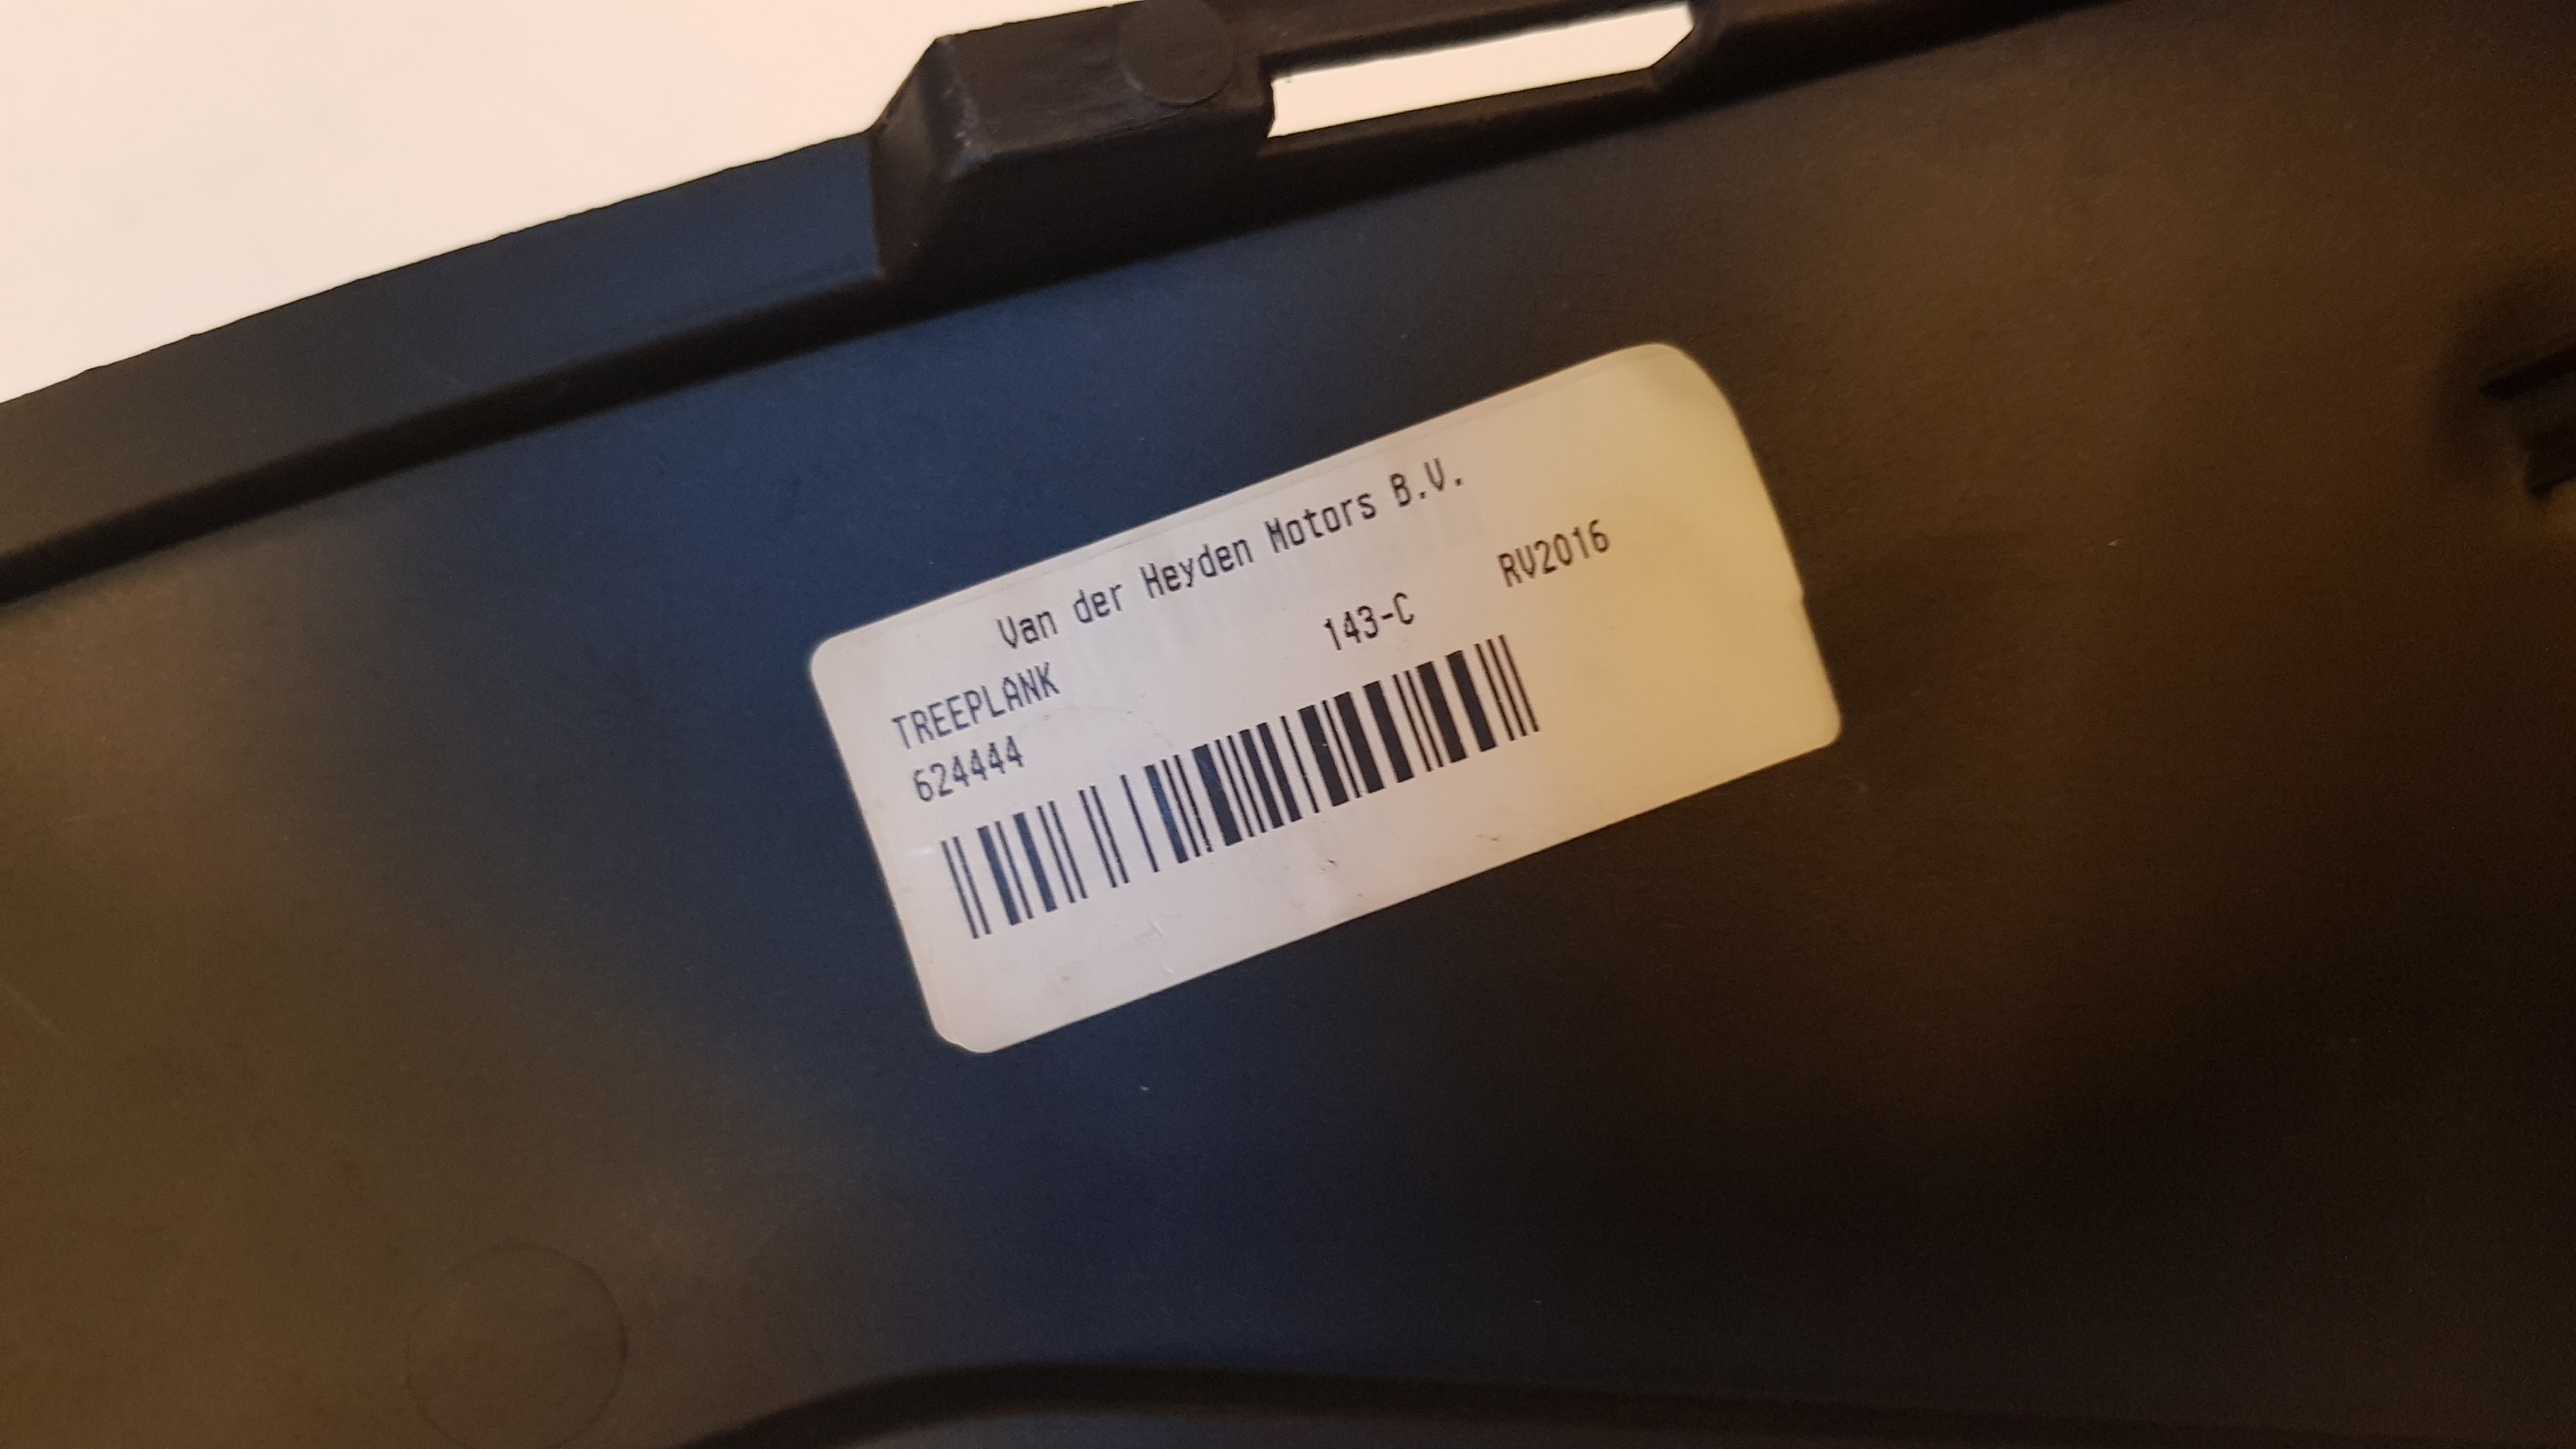 Van der Heyden Motors B.V.
TREEPLANK 143-C RV2016
624444